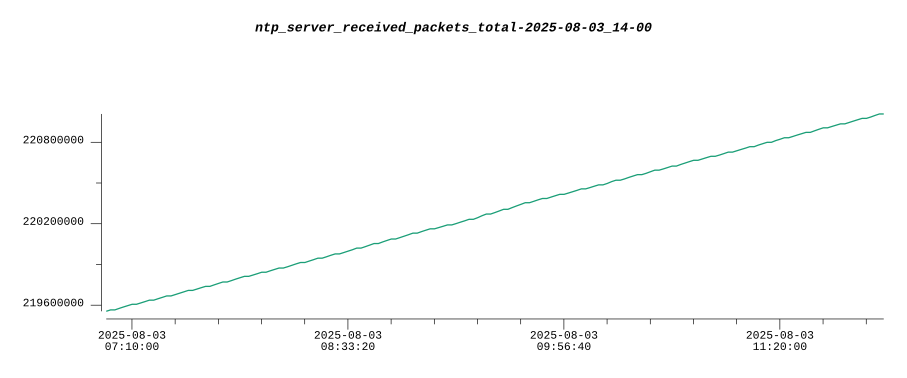 ntp_server_received_packets_total-2025-08-03_14-00
220800000
220200000
219600000
2025-08-03 2025-08-03 2025-08-03 2025-08-03
07:10:00 08:33:20 09:56:40 11:20:00